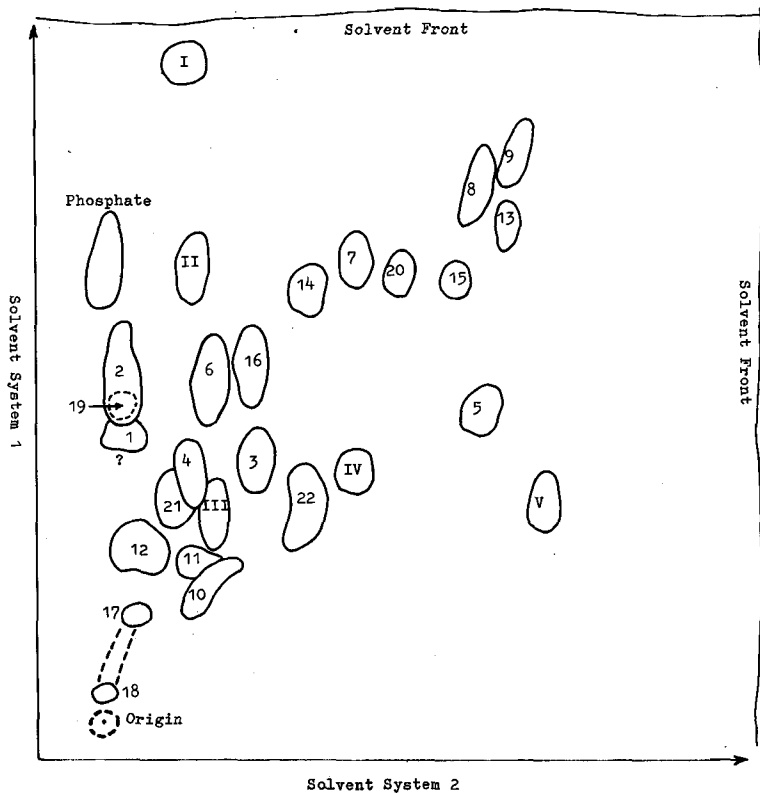 Solvent Front
I
9
8
Phosphate
13
7
II
20
15
14
Solvent System 1
Solvent Front
16
2
6
19
5
1
?
4
3
IV
22
21
III
V
12
11
10
17
18
Origin
Solvent System 2